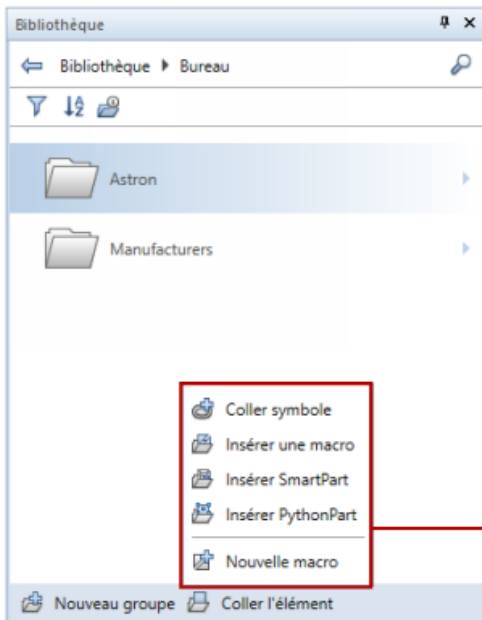 Bibliothèque
Bibliothèque Bureau
Astron
Manufacturers
Coller symbole
Insérer une macro
Insérer SmartPart
Insérer PythonPart
Nouvelle macro
Nouveau groupe Coller l'élément